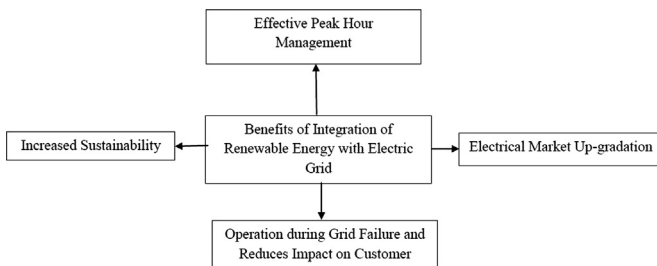 Effective Peak Hour
Management
Increased Sustainability
Benefits of Integration of
Renewable Energy with Electric
Grid
Electrical Market Up-gradation
Operation during Grid Failure and
Reduces Impact on Customer